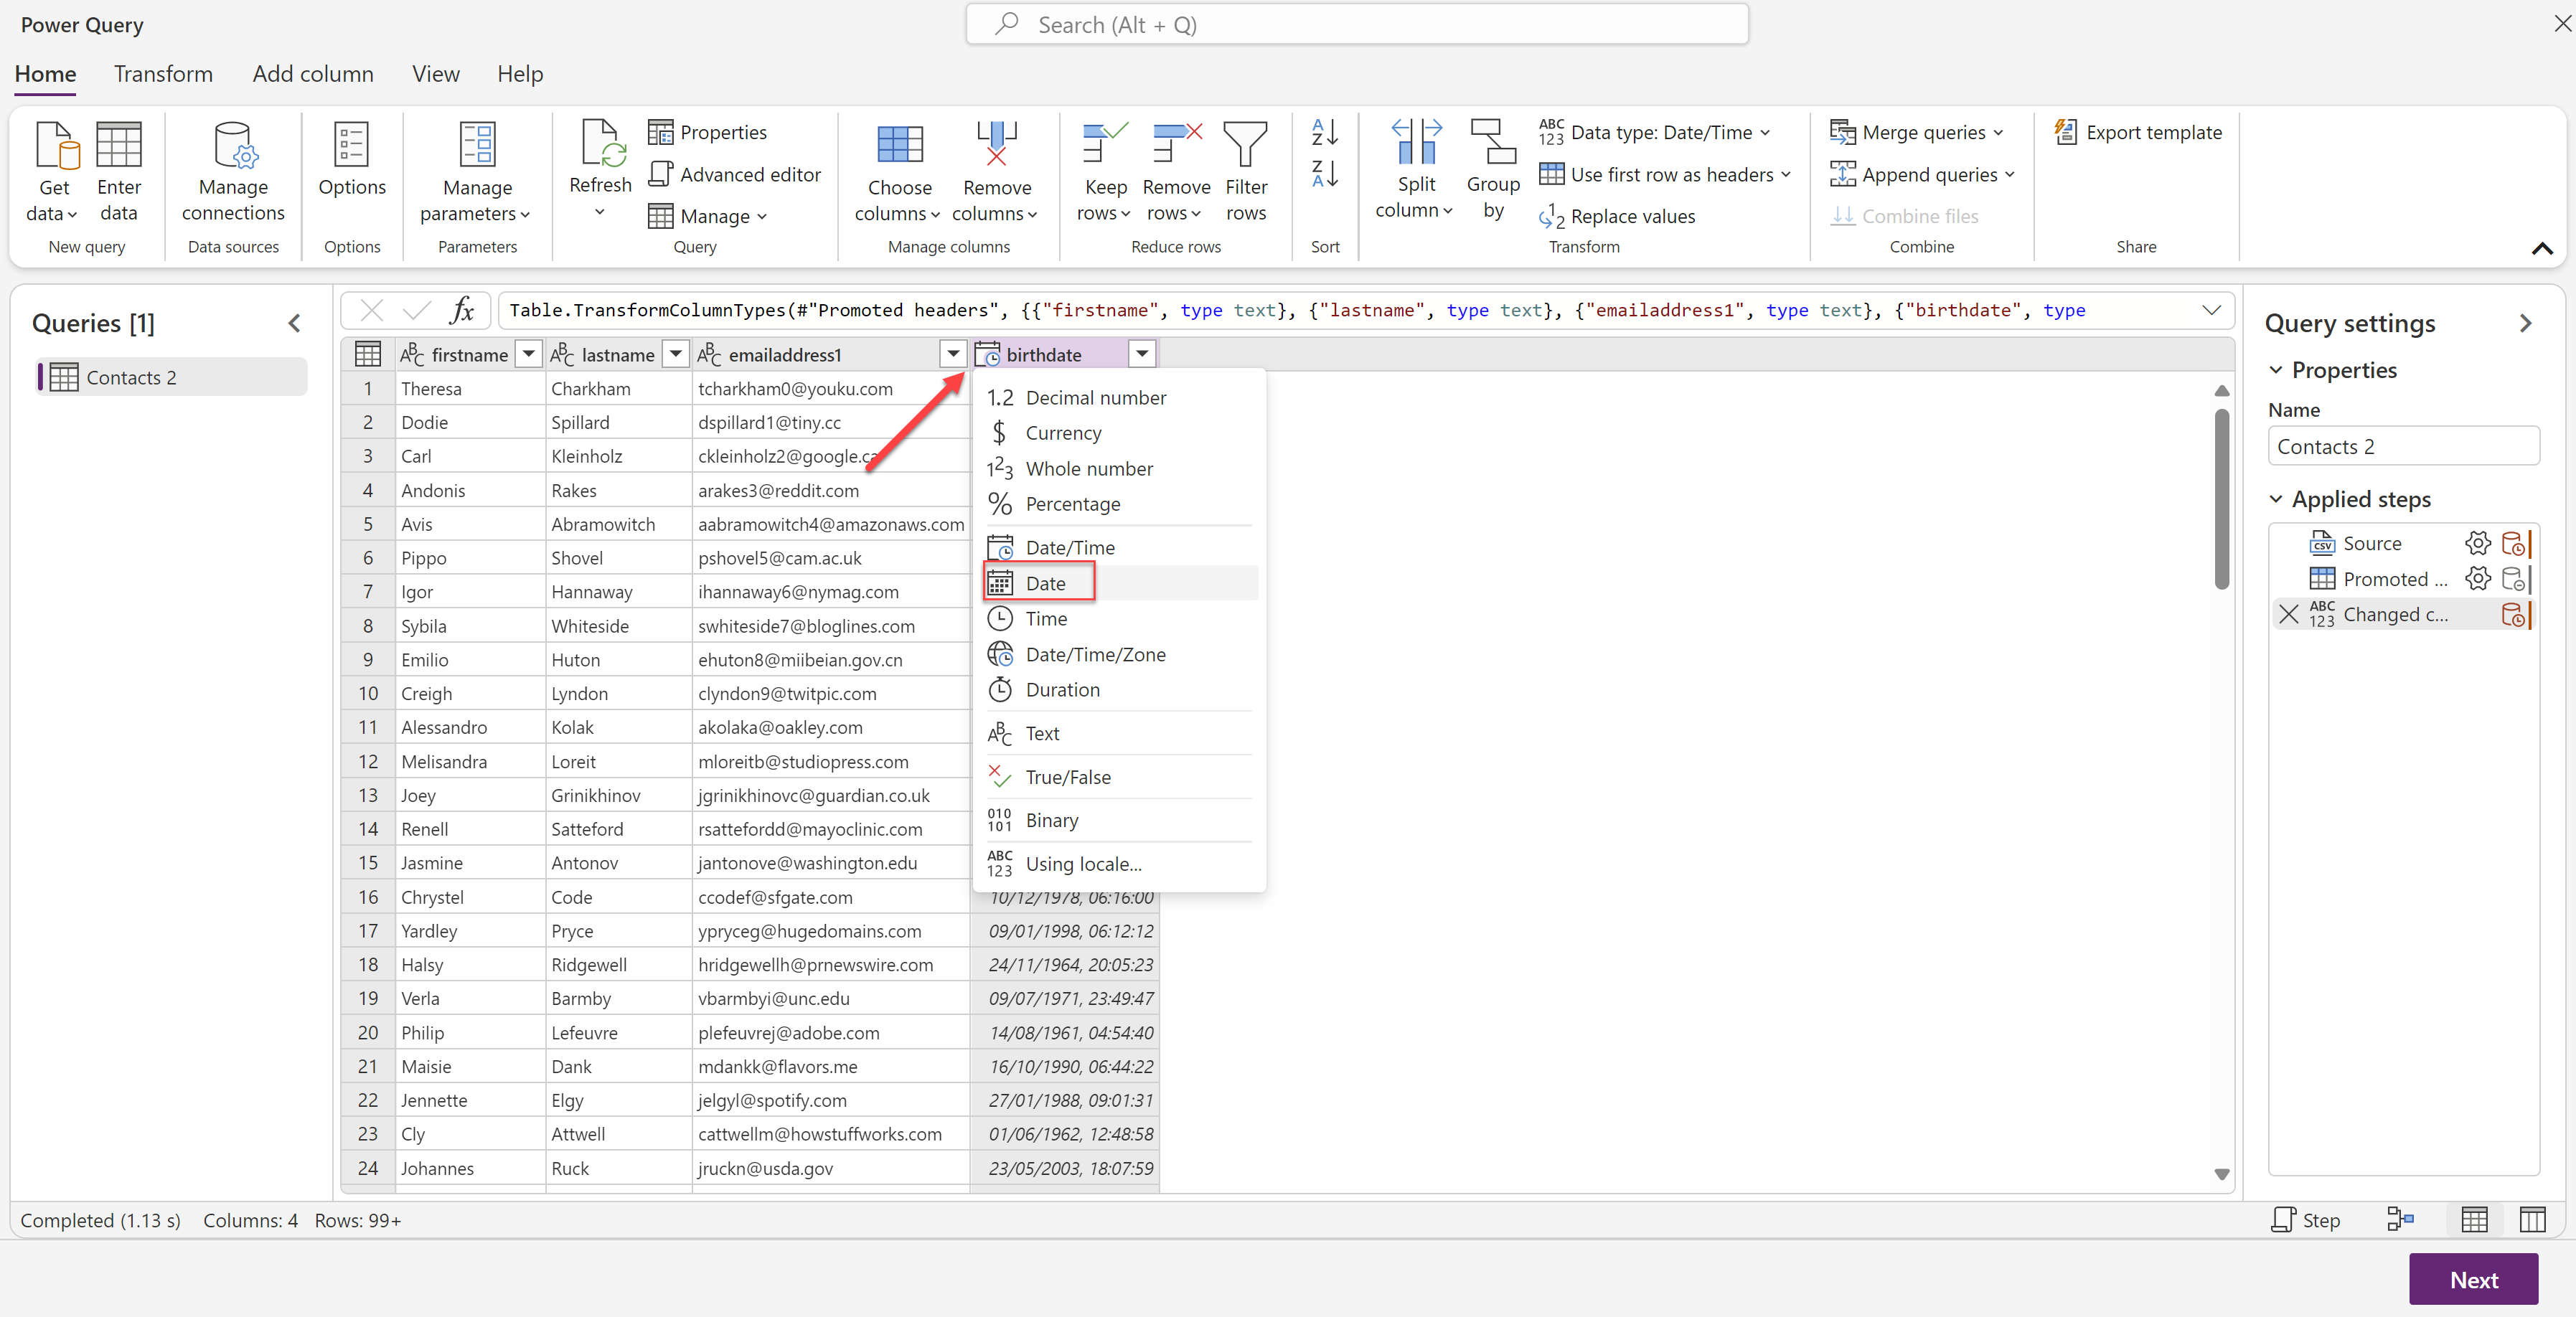 Power Query
Search (Alt + Q)
Home Transform Add column View Help
Get data
Enter data
New query
Manage connections
Data sources
Options
Options
Manage parameters
Parameters
Refresh
Properties
Advanced editor
Manage
Query
Choose columns
Remove columns
Manage columns
Keep rows
Remove rows
Filter rows
Reduce rows
Sort
Split column
Group by
Data type: Date/Time
Use first row as headers
Replace values
Transform
Merge queries
Append queries
Combine files
Combine
Export template
Share
Queries [1]
Contacts 2
fx
Table.TransformColumnTypes(#"Promoted headers", {{"firstname", type text}, {"lastname", type text}, {"emailaddress1", type text}, {"birthdate", type
firstname lastname emailaddress1 birthdate
1 Theresa Charkham tcharkham0@youku.com
2 Dodie Spillard dspillard1@tiny.cc
3 Carl Kleinholz ckleinholz2@google.ca
4 Andonis Rakes arakes3@reddit.com
5 Avis Abramowitch aabramowitch4@amazonaws.com
6 Pippo Shovel pshovel5@cam.ac.uk
7 Igor Hannaway ihannaway6@nymag.com
8 Sybila Whiteside swhiteside7@bloglines.com
9 Emilio Huton ehuton8@miibeian.gov.cn
10 Creigh Lyndon clyndon9@twitpic.com
11 Alessandro Kolak akolaka@oakley.com
12 Melisandra Loreit mloreitb@studiopress.com
13 Joey Grinikhinov jgrinikhinovc@guardian.co.uk
14 Renell Satteford rsattefordd@mayoclinic.com
15 Jasmine Antonov jantonove@washington.edu
16 Chrystel Code ccodef@sfgate.com 10/12/1978, 06:16:00
17 Yardley Pryce ypryceg@hugedomains.com 09/01/1998, 06:12:12
18 Halsy Ridgewell hridgewellh@prnewswire.com 24/11/1964, 20:05:23
19 Verla Barmby vbarmbyi@unc.edu 09/07/1971, 23:49:47
20 Philip Lefeuvre plefeuvrej@adobe.com 14/08/1961, 04:54:40
21 Maisie Dank mdankk@flavors.me 16/10/1990, 06:44:22
22 Jennette Elgy jelgyl@spotify.com 27/01/1988, 09:01:31
23 Cly Attwell cattwellm@howstuffworks.com 01/06/1962, 12:48:58
24 Johannes Ruck jruckn@usda.gov 23/05/2003, 18:07:59
1.2 Decimal number
$ Currency
123 Whole number
% Percentage
Date/Time
Date
Time
Date/Time/Zone
Duration
ABC Text
True/False
010 101 Binary
ABC 123 Using locale...
Query settings
Properties
Name
Contacts 2
Applied steps
Source
Promoted ...
Changed c...
Completed (1.13 s) Columns: 4 Rows: 99+
Step
Next